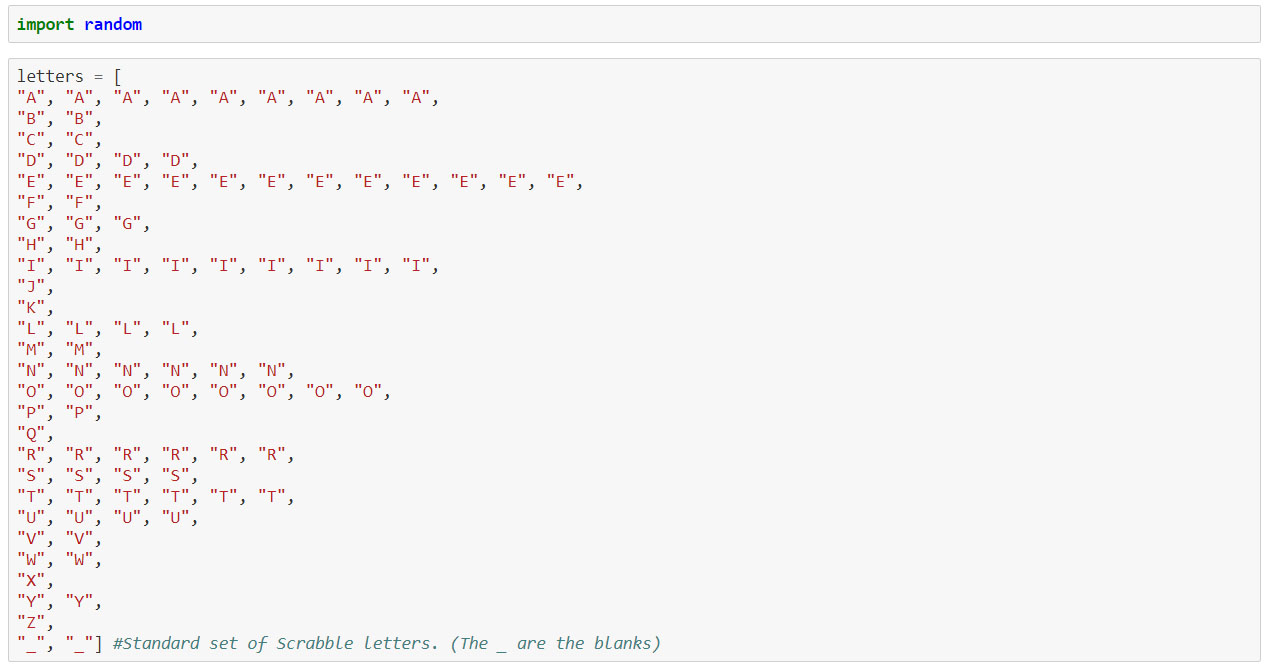 import random
letters = [
"A", "A", "A", "A", "A", "A", "A", "A", "A",
"B", "B",
"C", "C",
"D", "D", "D", "D",
"E", "E", "E", "E", "E", "E", "E", "E", "E", "E", "E", "E",
"F", "F",
"G", "G", "G",
"H", "H",
"I", "I", "I", "I", "I", "I", "I", "I", "I",
"J",
"K",
"L", "L", "L", "L",
"M", "M",
"N", "N", "N", "N", "N", "N",
"O", "O", "O", "O", "O", "O", "O", "O",
"P", "P",
"Q",
"R", "R", "R", "R", "R", "R",
"S", "S", "S", "S",
"T", "T", "T", "T", "T", "T",
"U", "U", "U", "U",
"V", "V",
"W", "W",
"X",
"Y", "Y",
"Z",
"_", "_"] #Standard set of Scrabble letters. (The _ are the blanks)